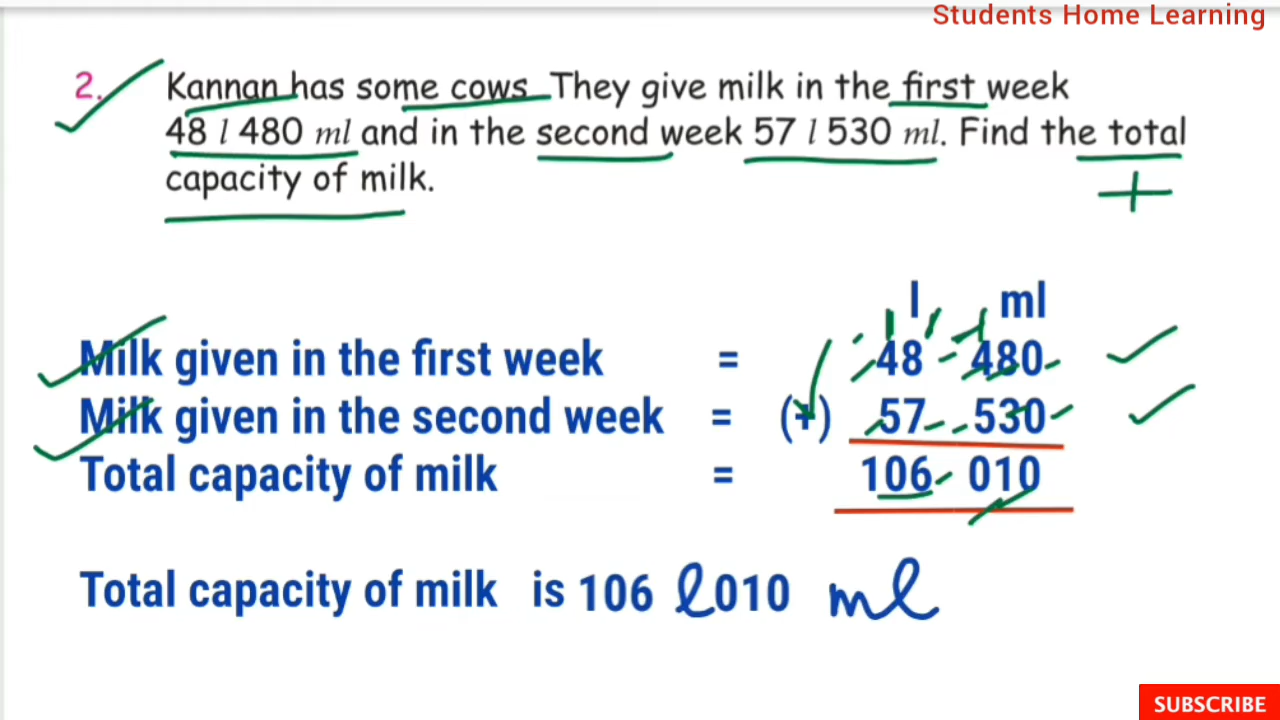 Students Home Learning
2. Kannan has some cows. They give milk in the first week
48 l 480 ml and in the second week 57 l 530 ml. Find the total
capacity of milk.
+
l ml
1 1 1
Milk given in the first week = 48 480
Milk given in the second week = (+) 57 530
Total capacity of milk = 106 010
Total capacity of milk is 106 l 010 ml
SUBSCRIBE